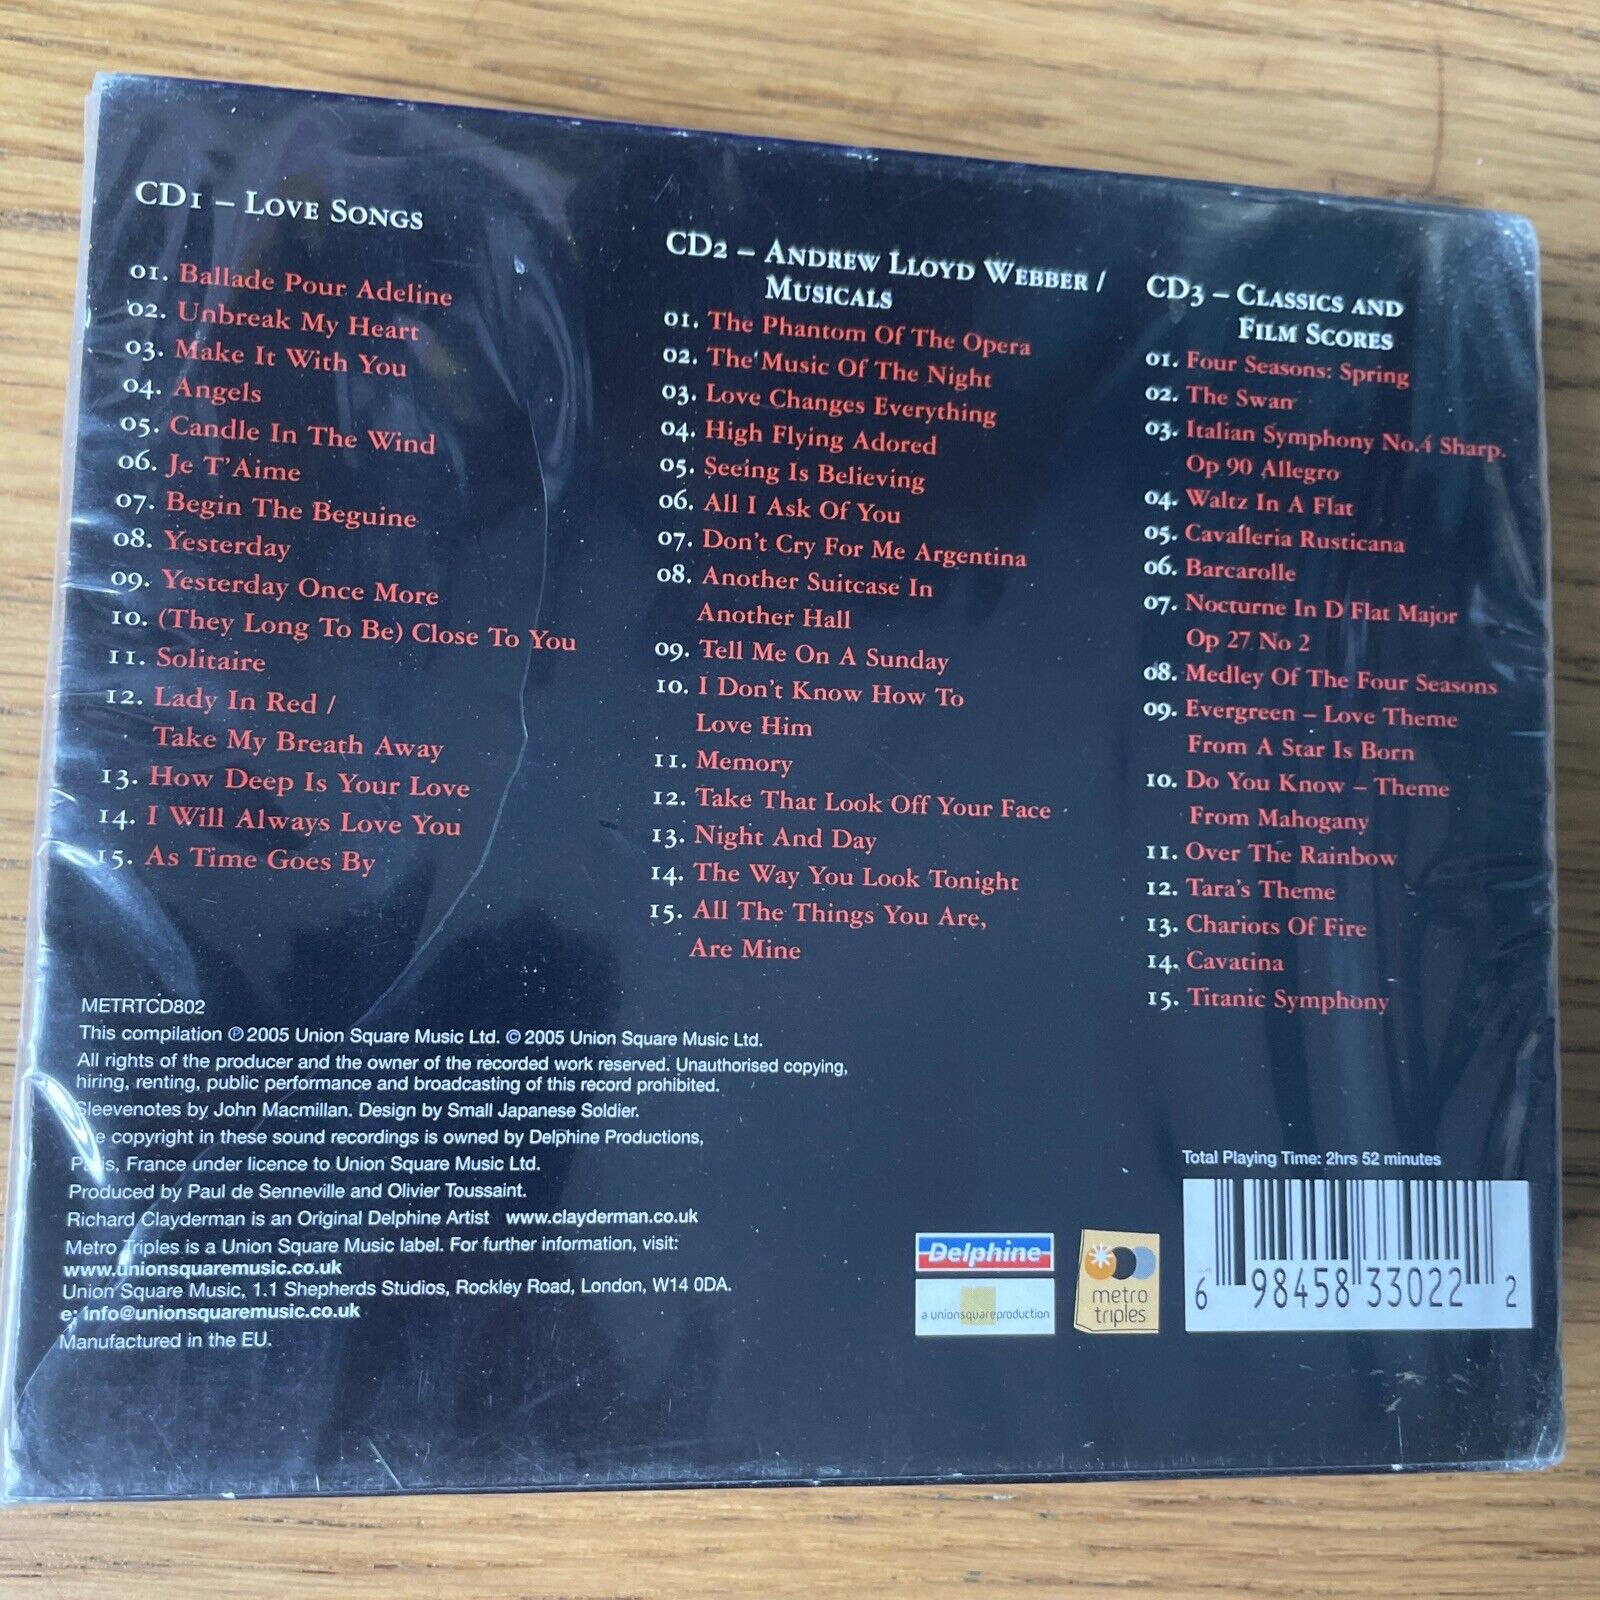 CD1 – Love Songs
01. Ballade Pour Adeline
02. Unbreak My Heart
03. Make It With You
04. Angels
05. Candle In The Wind
06. Je T'Aime
07. Begin The Beguine
08. Yesterday
09. Yesterday Once More
10. (They Long To Be) Close To You
11. Solitaire
12. Lady In Red /
Take My Breath Away
13. How Deep Is Your Love
14. I Will Always Love You
15. As Time Goes By
CD2 – Andrew Lloyd Webber /
Musicals
01. The Phantom Of The Opera
02. The Music Of The Night
03. Love Changes Everything
04. High Flying Adored
05. Seeing Is Believing
06. All I Ask Of You
07. Don't Cry For Me Argentina
08. Another Suitcase In
Another Hall
09. Tell Me On A Sunday
10. I Don't Know How To
Love Him
11. Memory
12. Take That Look Off Your Face
13. Night And Day
14. The Way You Look Tonight
15. All The Things You Are,
Are Mine
CD3 – Classics and
Film Scores
01. Four Seasons: Spring
02. The Swan
03. Italian Symphony No.4 Sharp.
Op 90 Allegro
04. Waltz In A Flat
05. Cavalleria Rusticana
06. Barcarolle
07. Nocturne In D Flat Major
Op 27 No 2
08. Medley Of The Four Seasons
09. Evergreen – Love Theme
From A Star Is Born
10. Do You Know – Theme
From Mahogany
11. Over The Rainbow
12. Tara's Theme
13. Chariots Of Fire
14. Cavatina
15. Titanic Symphony
METRTCD802
This compilation ℗ 2005 Union Square Music Ltd. © 2005 Union Square Music Ltd.
All rights of the producer and the owner of the recorded work reserved. Unauthorised copying,
hiring, renting, public performance and broadcasting of this record prohibited.
Sleevenotes by John Macmillan. Design by Small Japanese Soldier.
The copyright in these sound recordings is owned by Delphine Productions,
Paris, France under licence to Union Square Music Ltd.
Produced by Paul de Senneville and Olivier Toussaint.
Richard Clayderman is an Original Delphine Artist www.clayderman.co.uk
Metro Triples is a Union Square Music label. For further information, visit:
www.unionsquaremusic.co.uk
Union Square Music, 1.1 Shepherds Studios, Rockley Road, London, W14 0DA.
e: info@unionsquaremusic.co.uk
Manufactured in the EU.
Delphine
a unionsquareproduction
metro
triples
Total Playing Time: 2hrs 52 minutes
6 98458 33022 2